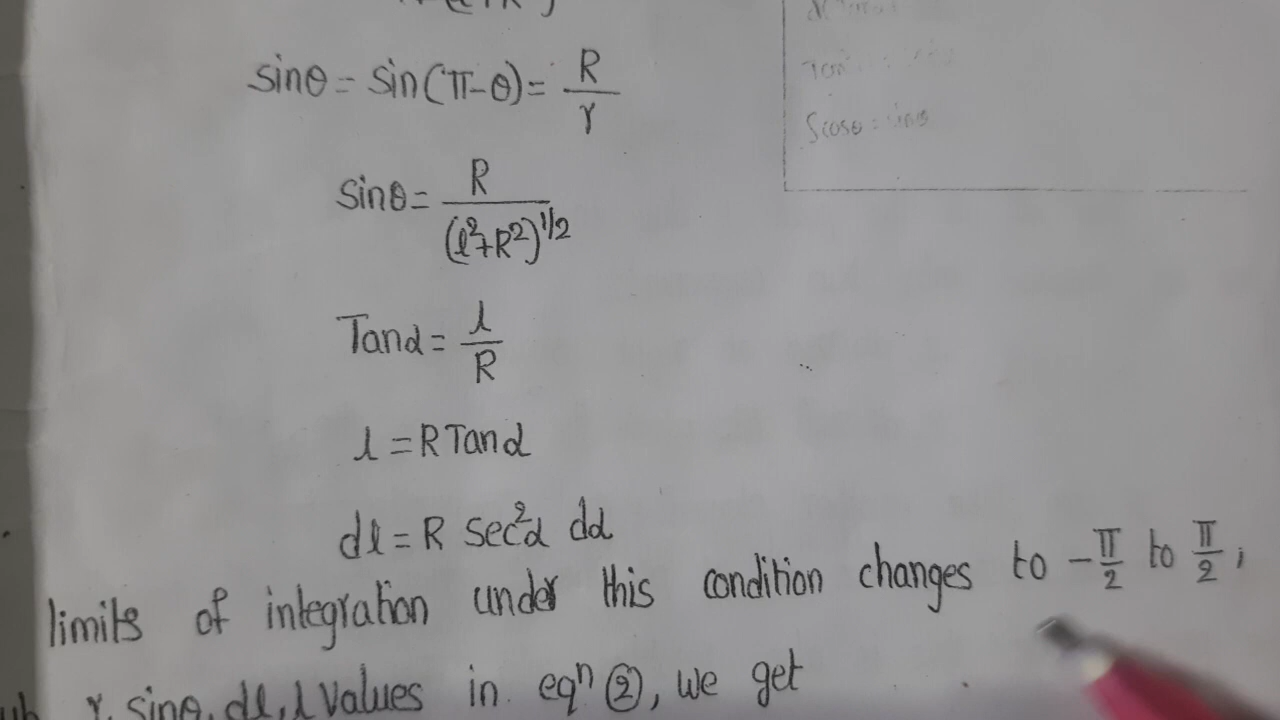 sinθ = sin(π-θ) = R/r
sinθ = R/(l²+R²)^1/2
Tanα = l/R
l = R Tanα
dl = R sec²α dα
limits of integration under this condition changes to -π/2 to π/2,
r, sinθ, dl, l values in eqⁿ ②, we get